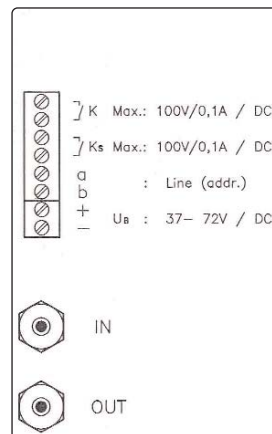 K Max.: 100V/0,1A / DC
Ks Max.: 100V/0,1A / DC
a
b : Line (addr.)
+
UB : 37- 72V / DC
−
IN
OUT